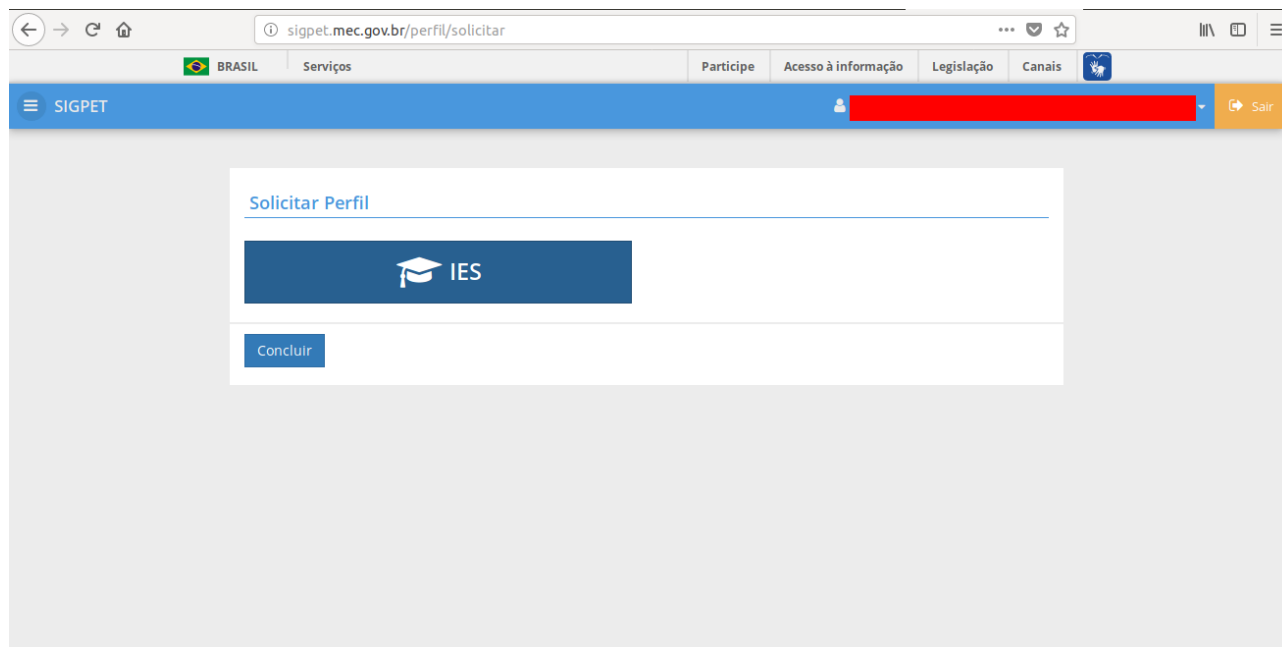 sigpet.mec.gov.br/perfil/solicitar
BRASIL Serviços Participe Acesso à informação Legislação Canais
SIGPET Sair
Solicitar Perfil
IES
Concluir